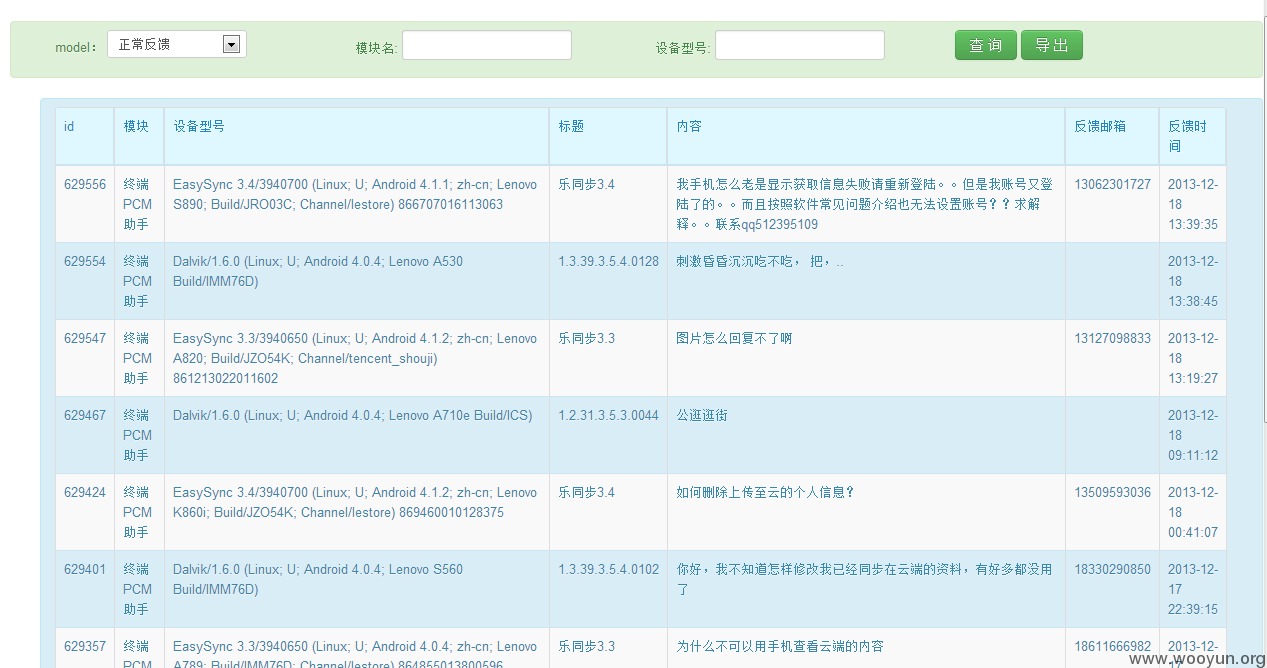 model： 正常反馈 模块名: 设备型号: 查 询 导 出
id 模块 设备型号 标题 内容 反馈邮箱 反馈时
间
629556 终端 EasySync 3.4/3940700 (Linux; U; Android 4.1.1; zh-cn; Lenovo 乐同步3.4 我手机怎么老是显示获取信息失败请重新登陆。。但是我账号又登 13062301727 2013-12-
PCM S890; Build/JRO03C; Channel/lestore) 866707016113063 陆了的。。而且按照软件常见问题介绍也无法设置账号？？求解 18
助手 释。。联系qq512395109 13:39:35
629554 终端 Dalvik/1.6.0 (Linux; U; Android 4.0.4; Lenovo A530 1.3.39.3.5.4.0128 刺激昏昏沉沉吃不吃， 把，.. 2013-12-
PCM Build/IMM76D) 18
助手 13:38:45
629547 终端 EasySync 3.3/3940650 (Linux; U; Android 4.1.2; zh-cn; Lenovo 乐同步3.3 图片怎么回复不了啊 13127098833 2013-12-
PCM A820; Build/JZO54K; Channel/tencent_shouji) 18
助手 861213022011602 13:19:27
629467 终端 Dalvik/1.6.0 (Linux; U; Android 4.0.4; Lenovo A710e Build/ICS) 1.2.31.3.5.3.0044 公逛逛街 2013-12-
PCM 18
助手 09:11:12
629424 终端 EasySync 3.4/3940700 (Linux; U; Android 4.1.2; zh-cn; Lenovo 乐同步3.4 如何删除上传至云的个人信息？ 13509593036 2013-12-
PCM K860i; Build/JZO54K; Channel/lestore) 869460010128375 18
助手 00:41:07
629401 终端 Dalvik/1.6.0 (Linux; U; Android 4.0.4; Lenovo S560 1.3.39.3.5.4.0102 你好，我不知道怎样修改我已经同步在云端的资料，有好多都没用 18330290850 2013-12-
PCM Build/IMM76D) 了 17
助手 22:39:15
629357 终端 EasySync 3.3/3940650 (Linux; U; Android 4.0.4; zh-cn; Lenovo 乐同步3.3 为什么不可以用手机查看云端的内容 18611666982 2013-12-
PCM A789; Build/IMM76D; Channel/lestore) 864855013800596 17
www.wooyun.org